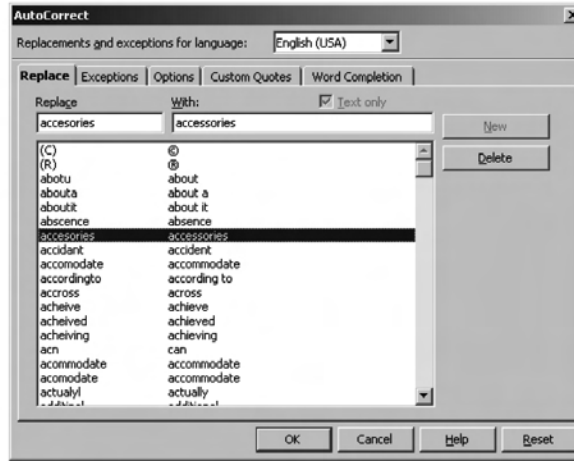 AutoCorrect
Replacements and exceptions for language: English (USA)
Replace Exceptions Options Custom Quotes Word Completion
Replace With: Text only
accesories accessories New
Delete
(C) ©
(R) ®
abotu about
abouta about a
aboutit about it
abscence absence
accesories accessories
accidant accident
accomodate accommodate
accordingto according to
accross across
acheive achieve
acheived achieved
acheiving achieving
acn can
acommodate accommodate
acomodate accommodate
actualyl actually
OK Cancel Help Reset